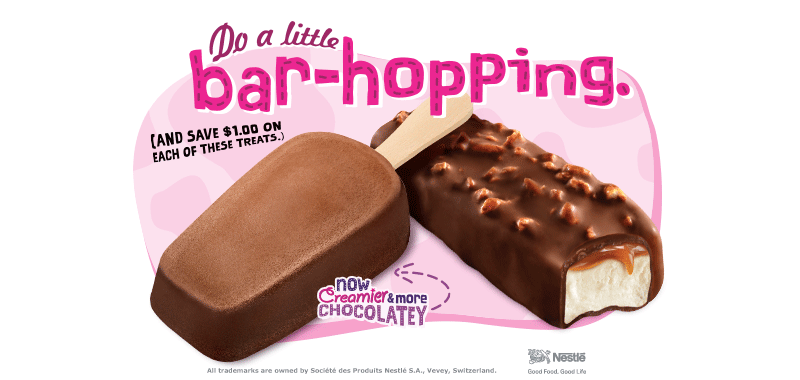 Do a little
bar-hopping.
(AND SAVE $1.00 ON
EACH OF THESE TREATS.)
now
Creamier & more
CHOCOLATEY
Nestlé
All trademarks are owned by Société des Produits Nestlé S.A., Vevey, Switzerland.
Good Food, Good Life